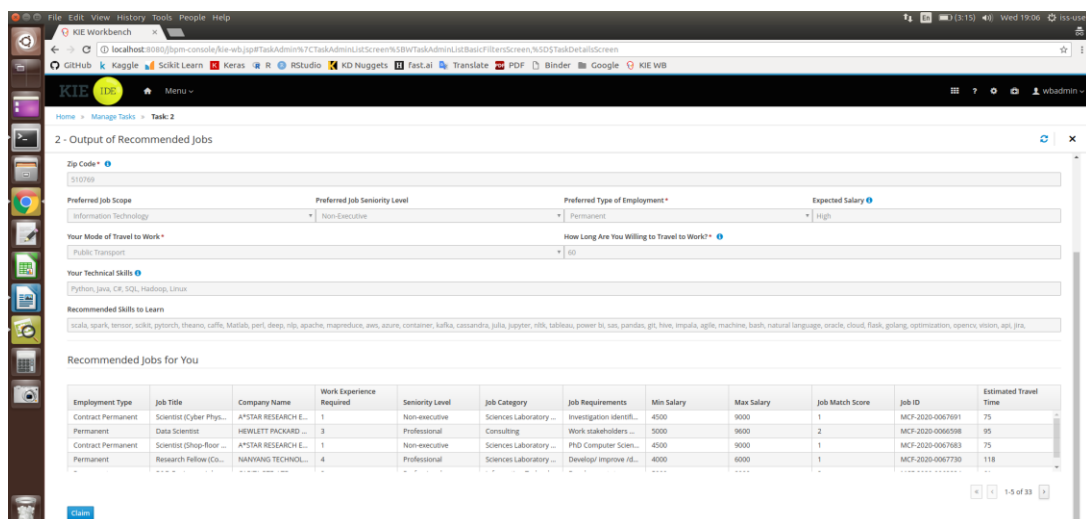 File Edit View History Tools People Help
En (3:15) Wed 19:06 iss-use
KIE Workbench ×
localhost:8080/jbpm-console/kie-wb.jsp#TaskAdmin%7CTaskAdminListScreen%5BWTaskAdminListBasicFiltersScreen,%5D$TaskDetailsScreen
GitHub Kaggle Scikit Learn Keras R RStudio KD Nuggets fast.ai Translate PDF Binder Google KIE WB
KIE IDE Menu wbadmin
Home » Manage Tasks » Task: 2
2 - Output of Recommended Jobs
Zip Code*
510769
Preferred Job Scope Preferred Job Seniority Level Preferred Type of Employment* Expected Salary
Information Technology Non-Executive Permanent High
Your Mode of Travel to Work* How Long Are You Willing to Travel to Work?*
Public Transport 60
Your Technical Skills
Python, Java, C#, SQL, Hadoop, Linux
Recommended Skills to Learn
scala, spark, tensor, scikit, pytorch, theano, caffe, Matlab, perl, deep, nlp, apache, mapreduce, aws, azure, container, kafka, cassandra, julia, jupyter, nltk, tableau, power bi, sas, pandas, git, hive, impala, agile, machine, bash, natural language, oracle, cloud, flask, golang, optimization, opencv, vision, api, jira,
Recommended Jobs for You
Employment Type Job Title Company Name Work Experience Required Seniority Level Job Category Job Requirements Min Salary Max Salary Job Match Score Job ID Estimated Travel Time
Contract Permanent Scientist (Cyber Phys... A*STAR RESEARCH E... 1 Non-executive Sciences Laboratory ... Investigation identifi... 4500 9000 1 MCF-2020-0067691 75
Permanent Data Scientist HEWLETT PACKARD ... 3 Professional Consulting Work stakeholders ... 5000 9600 2 MCF-2020-0066598 95
Contract Permanent Scientist (Shop-floor ... A*STAR RESEARCH E... 1 Non-executive Sciences Laboratory ... PhD Computer Scien... 4500 9000 1 MCF-2020-0067683 75
Permanent Research Fellow (Co... NANYANG TECHNOL... 4 Professional Sciences Laboratory ... Develop/ improve /d... 4000 6000 1 MCF-2020-0067730 118
1-5 of 33
Claim